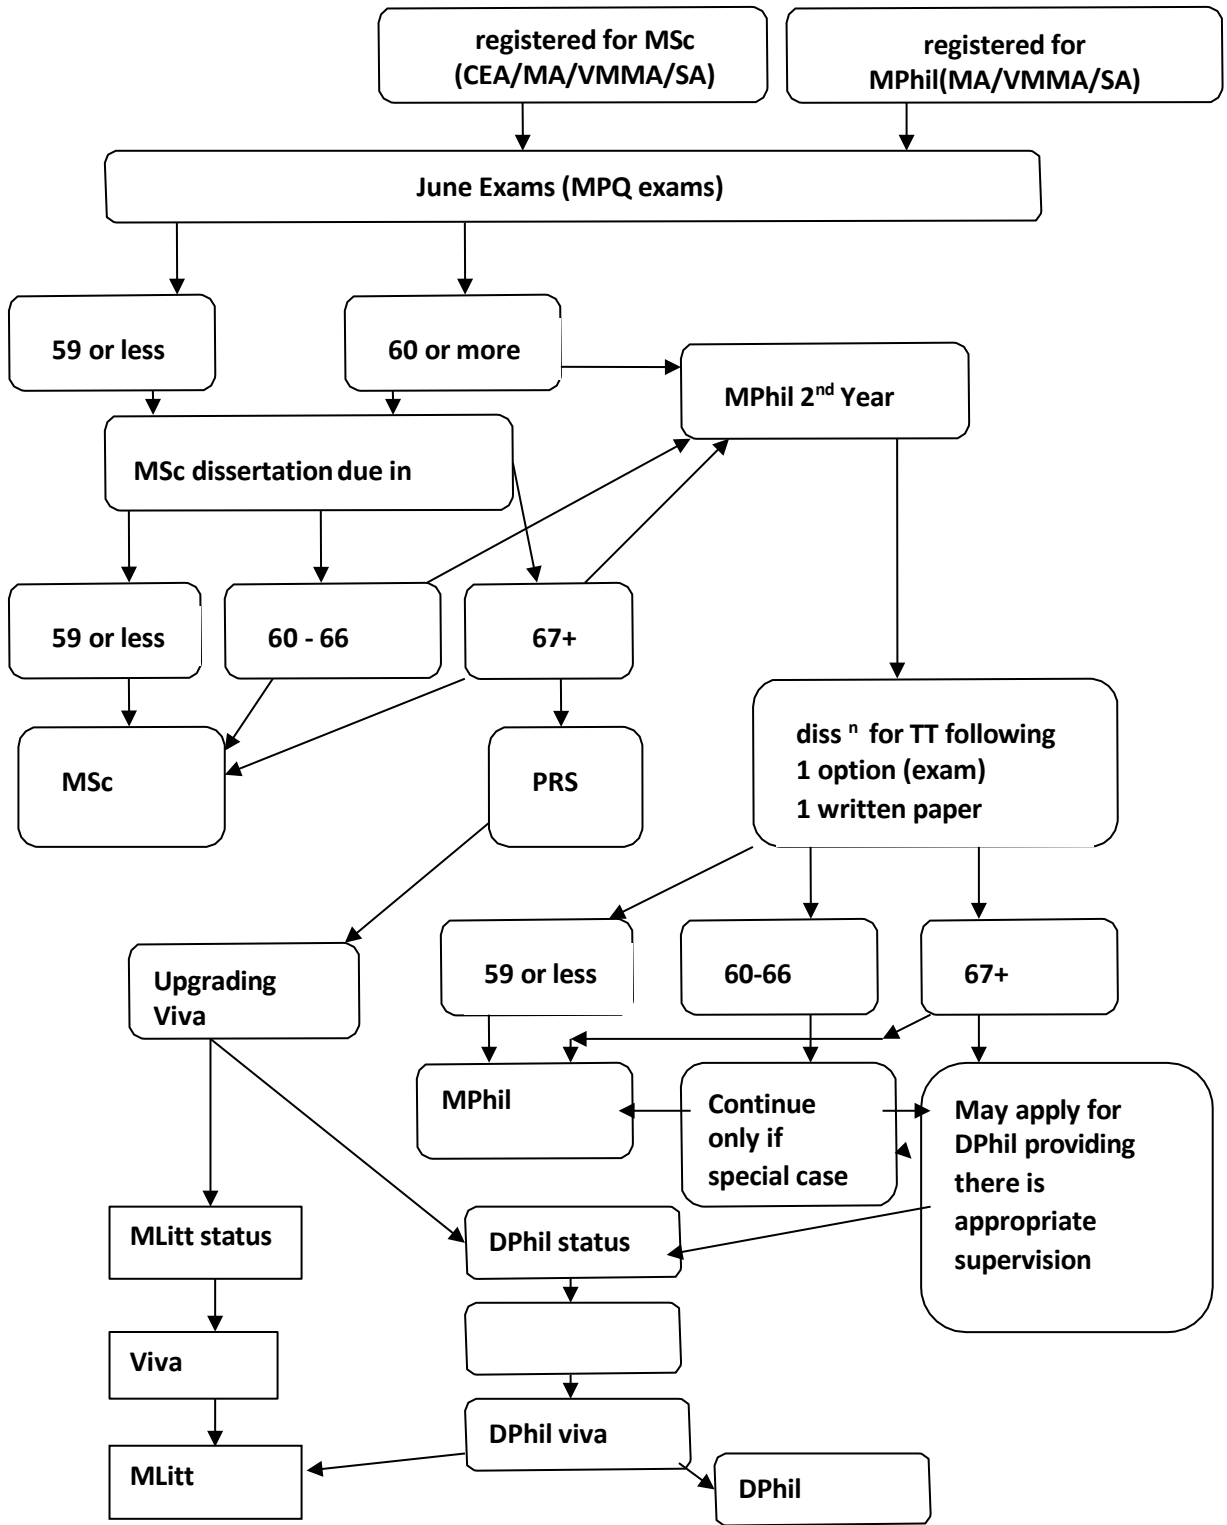 registered for MSc
(CEA/MA/VMMA/SA)
registered for
MPhil(MA/VMMA/SA)
June Exams (MPQ exams)
59 or less
60 or more
MPhil 2nd Year
MSc dissertation due in
59 or less
60 - 66
67+
MSc
PRS
diss n for TT following
1 option (exam)
1 written paper
59 or less
60-66
67+
Upgrading
Viva
MPhil
Continue
only if
special case
May apply for
DPhil providing
there is
appropriate
supervision
MLitt status
DPhil status
Viva
DPhil viva
MLitt
DPhil